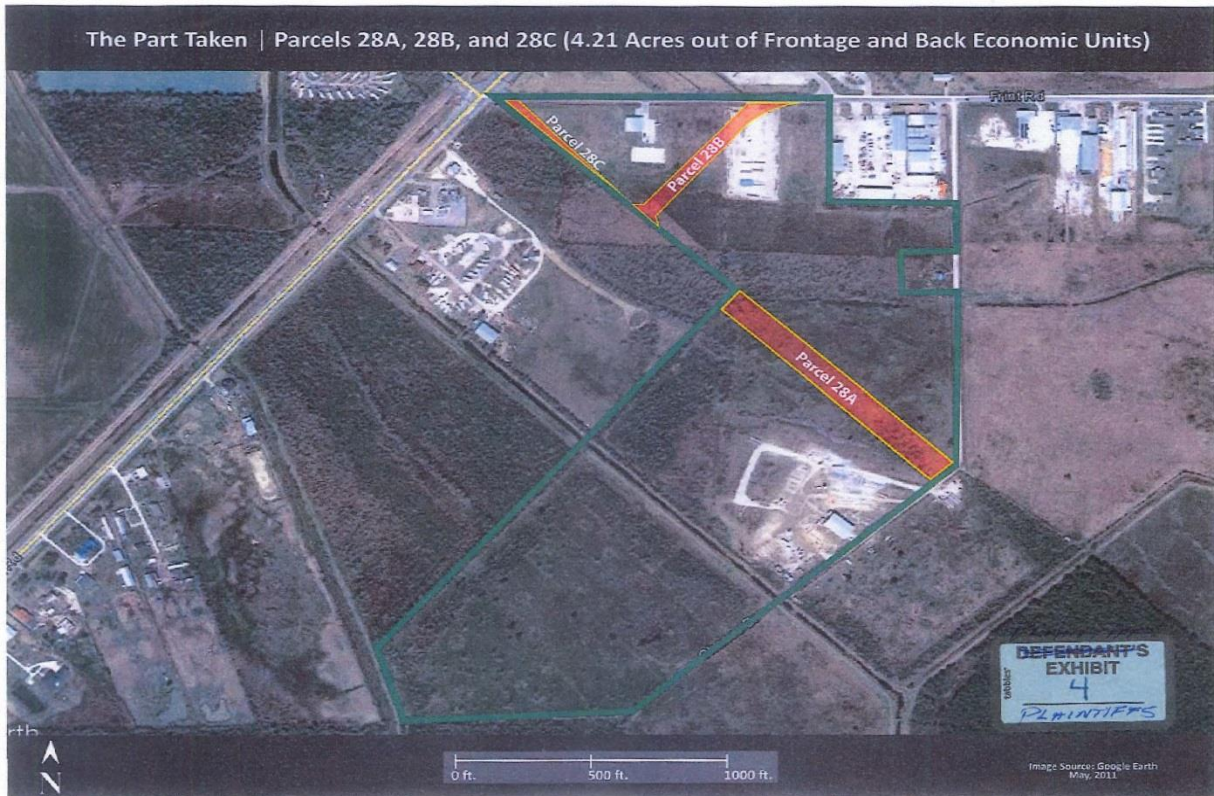 The Part Taken | Parcels 28A, 28B, and 28C (4.21 Acres out of Frontage and Back Economic Units)
Frint Rd
Parcel 28C
Parcel 28B
Parcel 28A
DEFENDANT'S
EXHIBIT
tabbies'
4
PLAINTIFFS
rth
N
0 ft.
500 ft.
1000 ft.
Image Source: Google Earth
May, 2011